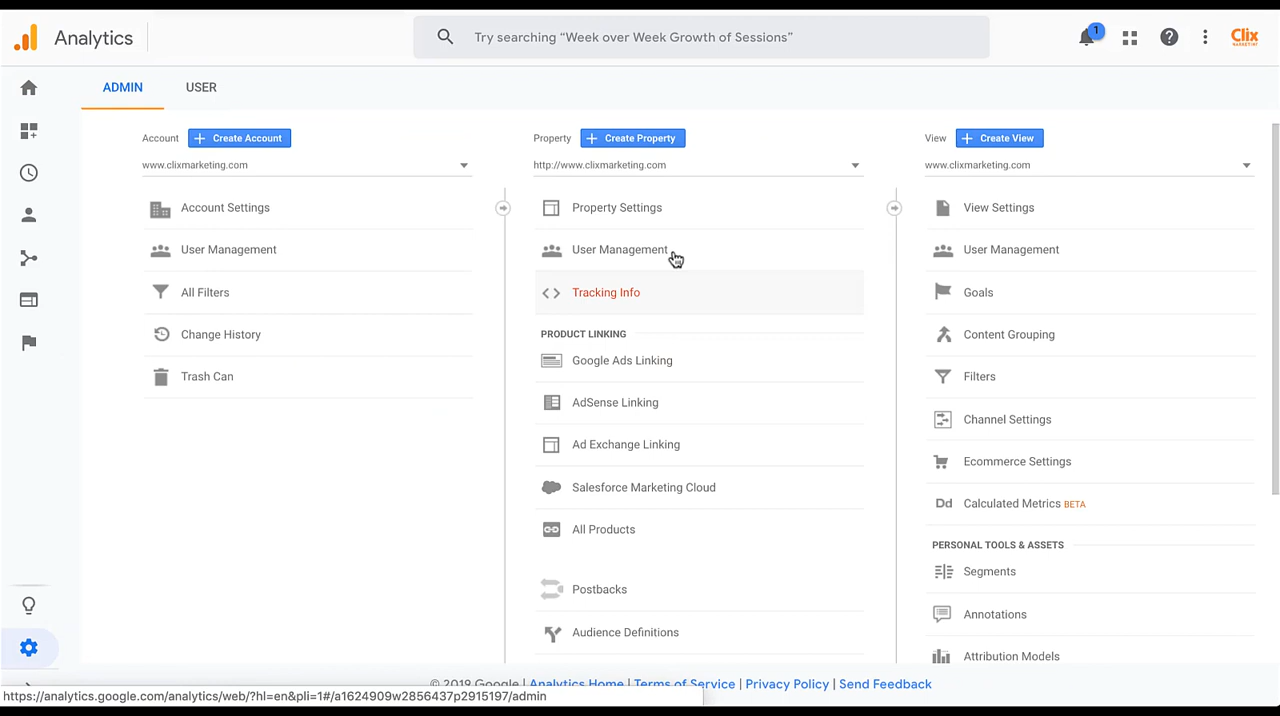 Analytics
Try searching “Week over Week Growth of Sessions”
1
Clix
MARKETING
ADMIN
USER
Account
+ Create Account
www.clixmarketing.com
Account Settings
User Management
All Filters
Change History
Trash Can
Property
+ Create Property
http://www.clixmarketing.com
Property Settings
User Management
Tracking Info
PRODUCT LINKING
Google Ads Linking
AdSense Linking
Ad Exchange Linking
Salesforce Marketing Cloud
All Products
Postbacks
Audience Definitions
View
+ Create View
www.clixmarketing.com
View Settings
User Management
Goals
Content Grouping
Filters
Channel Settings
Ecommerce Settings
Dd Calculated Metrics BETA
PERSONAL TOOLS & ASSETS
Segments
Annotations
Attribution Models
© 2019 Google | Analytics Home | Terms of Service | Privacy Policy | Send Feedback
https://analytics.google.com/analytics/web/?hl=en&pli=1#/a1624909w2856437p2915197/admin